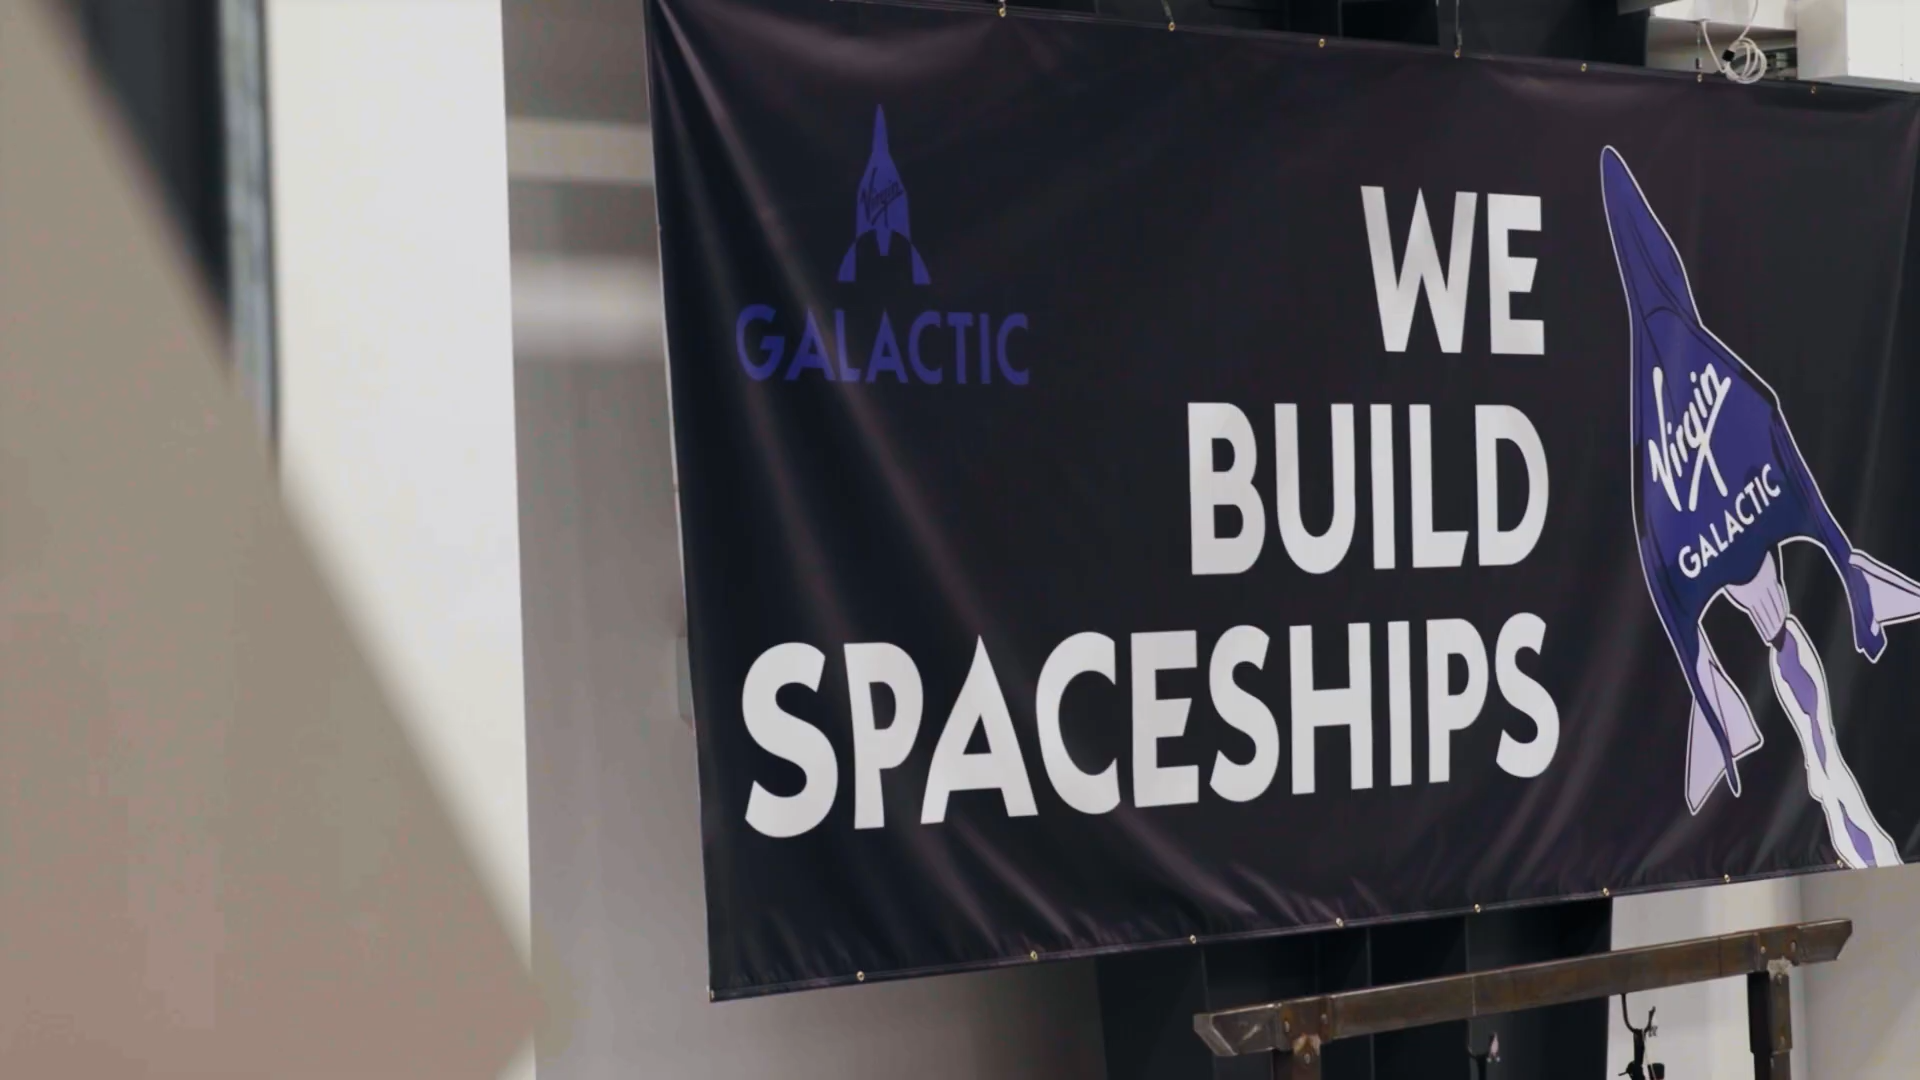 Virgin
GALACTIC
WE
BUILD
SPACESHIPS
Virgin
GALACTIC